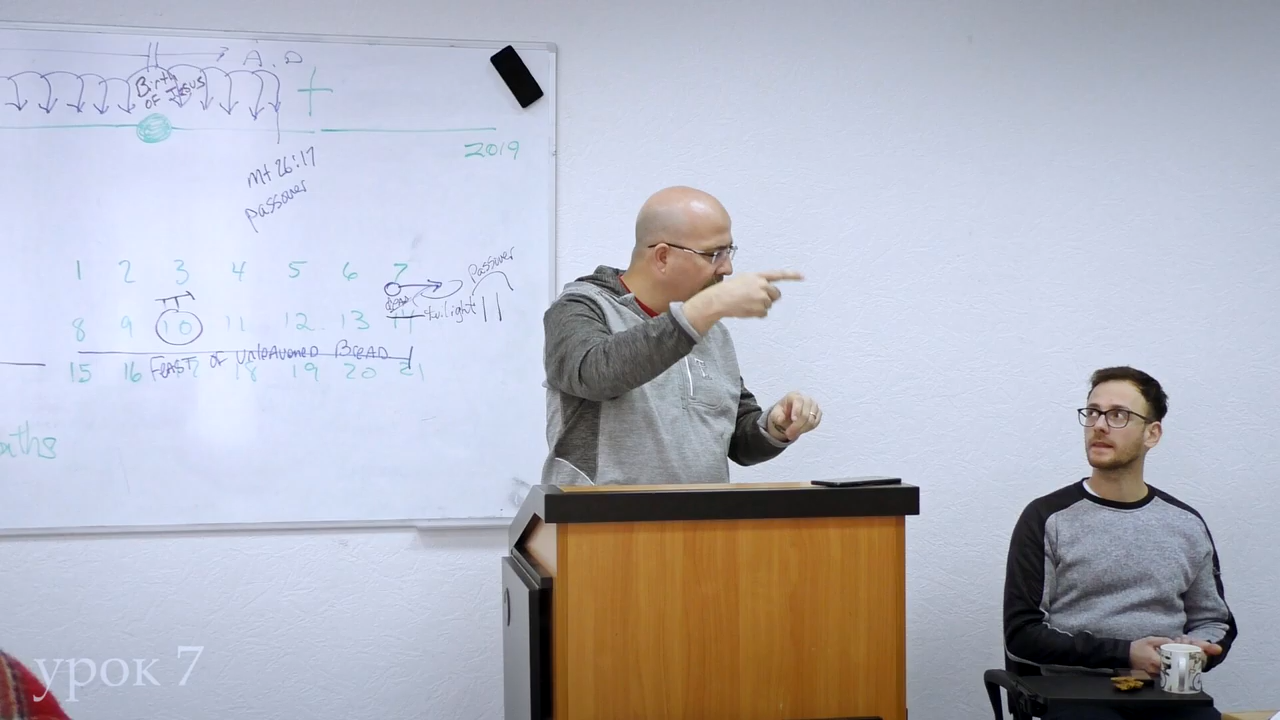 A.D
Birth
OF Jesus
+
2019
Mt 26:17
passover
1 2 3 4 5 6 7
Passover
twilight
8 9 10 11 12 13 14
FEAST OF UNLEAVENED BREAD
15 16 17 18 19 20 21
урок 7